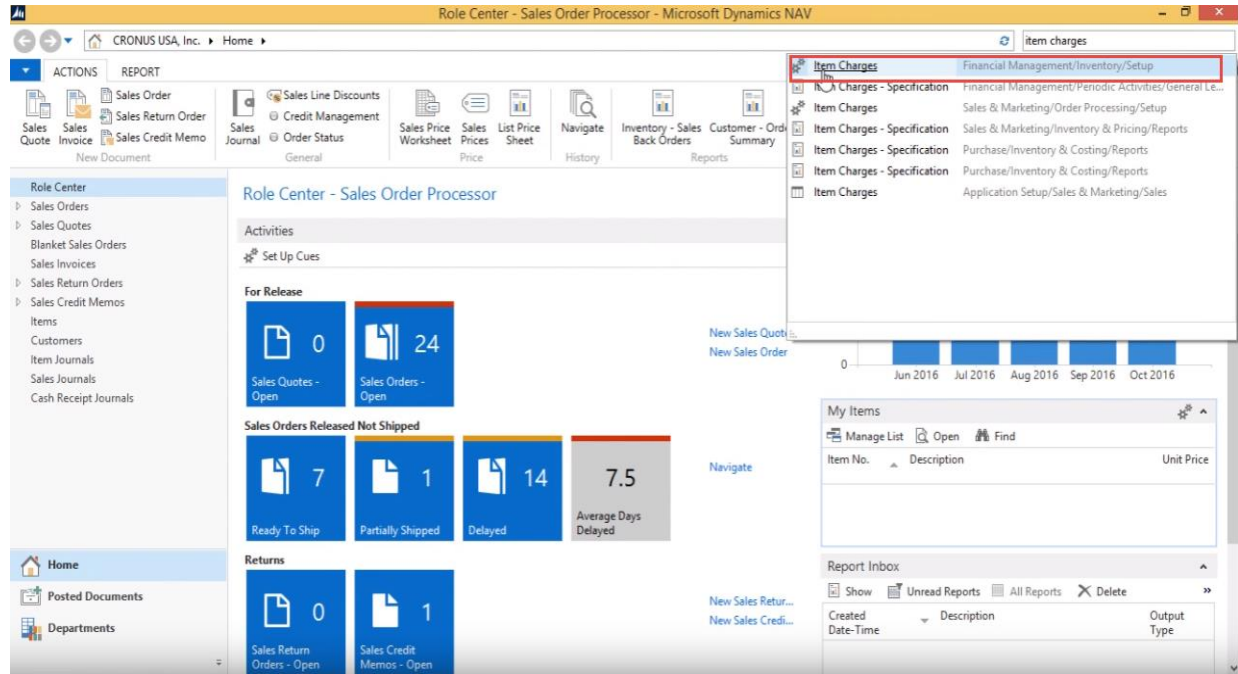 Role Center - Sales Order Processor - Microsoft Dynamics NAV
CRONUS USA, Inc. ▸ Home ▸
item charges
ACTIONS REPORT
Sales Quote
Sales Invoice
Sales Order
Sales Return Order
Sales Credit Memo
New Document
Sales Journal
Sales Line Discounts
Credit Management
Order Status
General
Sales Price Worksheet
Sales Prices
List Price Sheet
Price
Navigate
History
Inventory - Sales Back Orders
Customer - Orde
Summary
Reports
Item Charges Financial Management/Inventory/Setup
Charges - Specification Financial Management/Periodic Activities/General Le...
Item Charges Sales & Marketing/Order Processing/Setup
Item Charges - Specification Sales & Marketing/Inventory & Pricing/Reports
Item Charges - Specification Purchase/Inventory & Costing/Reports
Item Charges - Specification Purchase/Inventory & Costing/Reports
Item Charges Application Setup/Sales & Marketing/Sales
Role Center
Sales Orders
Sales Quotes
Blanket Sales Orders
Sales Invoices
Sales Return Orders
Sales Credit Memos
Items
Customers
Item Journals
Sales Journals
Cash Receipt Journals
Home
Posted Documents
Departments
Role Center - Sales Order Processor
Activities
Set Up Cues
For Release
0
Sales Quotes - Open
24
Sales Orders - Open
New Sales Quote
New Sales Order
Sales Orders Released Not Shipped
7
Ready To Ship
1
Partially Shipped
14
Delayed
7.5
Average Days Delayed
Navigate
Returns
0
Sales Return Orders - Open
1
Sales Credit Memos - Open
New Sales Retur...
New Sales Credi...
0
Jun 2016 Jul 2016 Aug 2016 Sep 2016 Oct 2016
My Items
Manage List Open Find
Item No. Description Unit Price
Report Inbox
Show Unread Reports All Reports Delete »
Created Date-Time Description Output Type